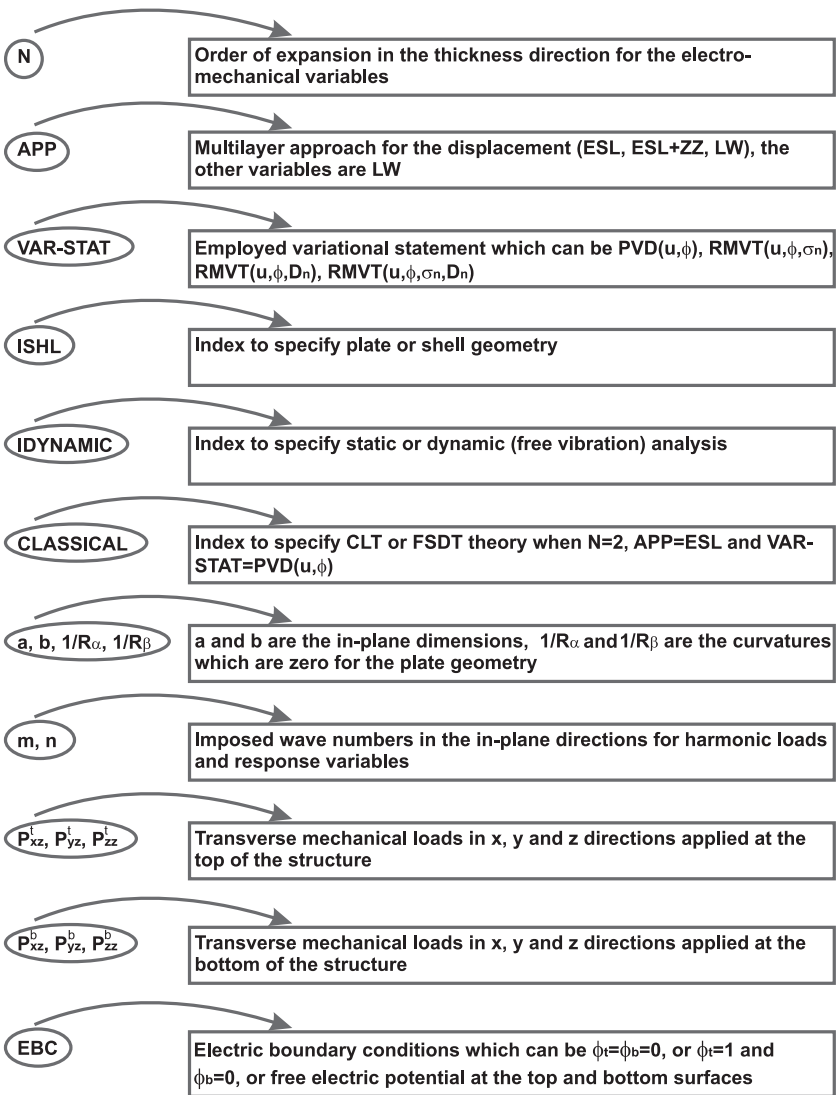 N
Order of expansion in the thickness direction for the electro-
mechanical variables
APP
Multilayer approach for the displacement (ESL, ESL+ZZ, LW), the
other variables are LW
VAR-STAT
Employed variational statement which can be PVD(u,ϕ), RMVT(u,ϕ,σn),
RMVT(u,ϕ,Dn), RMVT(u,ϕ,σn,Dn)
ISHL
Index to specify plate or shell geometry
IDYNAMIC
Index to specify static or dynamic (free vibration) analysis
CLASSICAL
Index to specify CLT or FSDT theory when N=2, APP=ESL and VAR-
STAT=PVD(u,ϕ)
a, b, 1/Rα, 1/Rβ
a and b are the in-plane dimensions, 1/Rα and 1/Rβ are the curvatures
which are zero for the plate geometry
m, n
Imposed wave numbers in the in-plane directions for harmonic loads
and response variables
P^t_xz, P^t_yz, P^t_zz
Transverse mechanical loads in x, y and z directions applied at the
top of the structure
P^b_xz, P^b_yz, P^b_zz
Transverse mechanical loads in x, y and z directions applied at the
bottom of the structure
EBC
Electric boundary conditions which can be ϕt=ϕb=0, or ϕt=1 and
ϕb=0, or free electric potential at the top and bottom surfaces